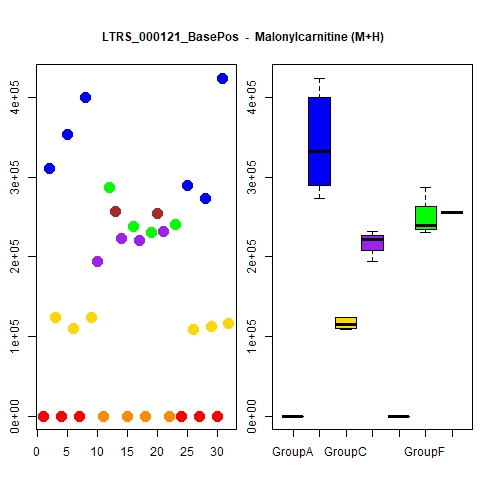 LTRS_000121_BasePos - Malonylcarnitine (M+H)
4e+05
3e+05
2e+05
1e+05
0e+00
0 5 10 15 20 25 30
4e+05
3e+05
2e+05
1e+05
0e+00
GroupA GroupC GroupF